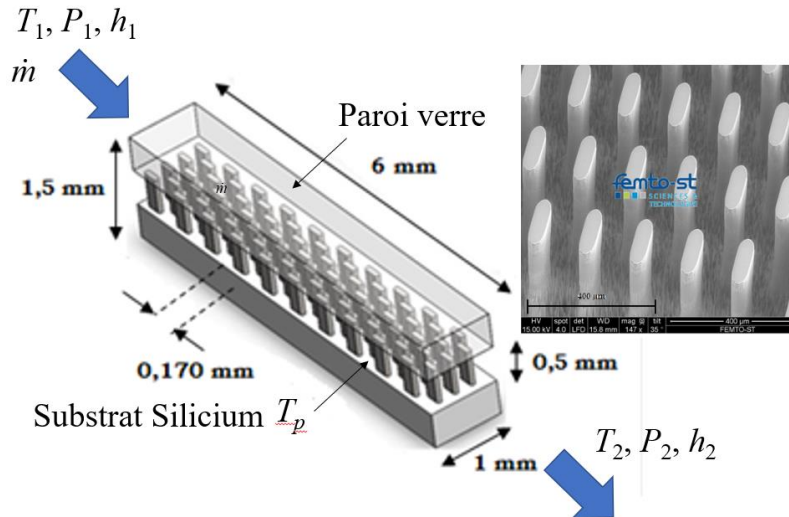 T1, P1, h1
ṁ
Paroi verre
6 mm
1,5 mm
ṁ
femto-st
SCIENCES &
TECHNOLOGIES
400 µm
HV spot det WD mag ⊠ tilt
15.00 kV 4.0 LFD 15.8 mm 147 x 35 ° FEMTO-ST
400 µm
0,170 mm
0,5 mm
Substrat Silicium Tp
1 mm
T2, P2, h2